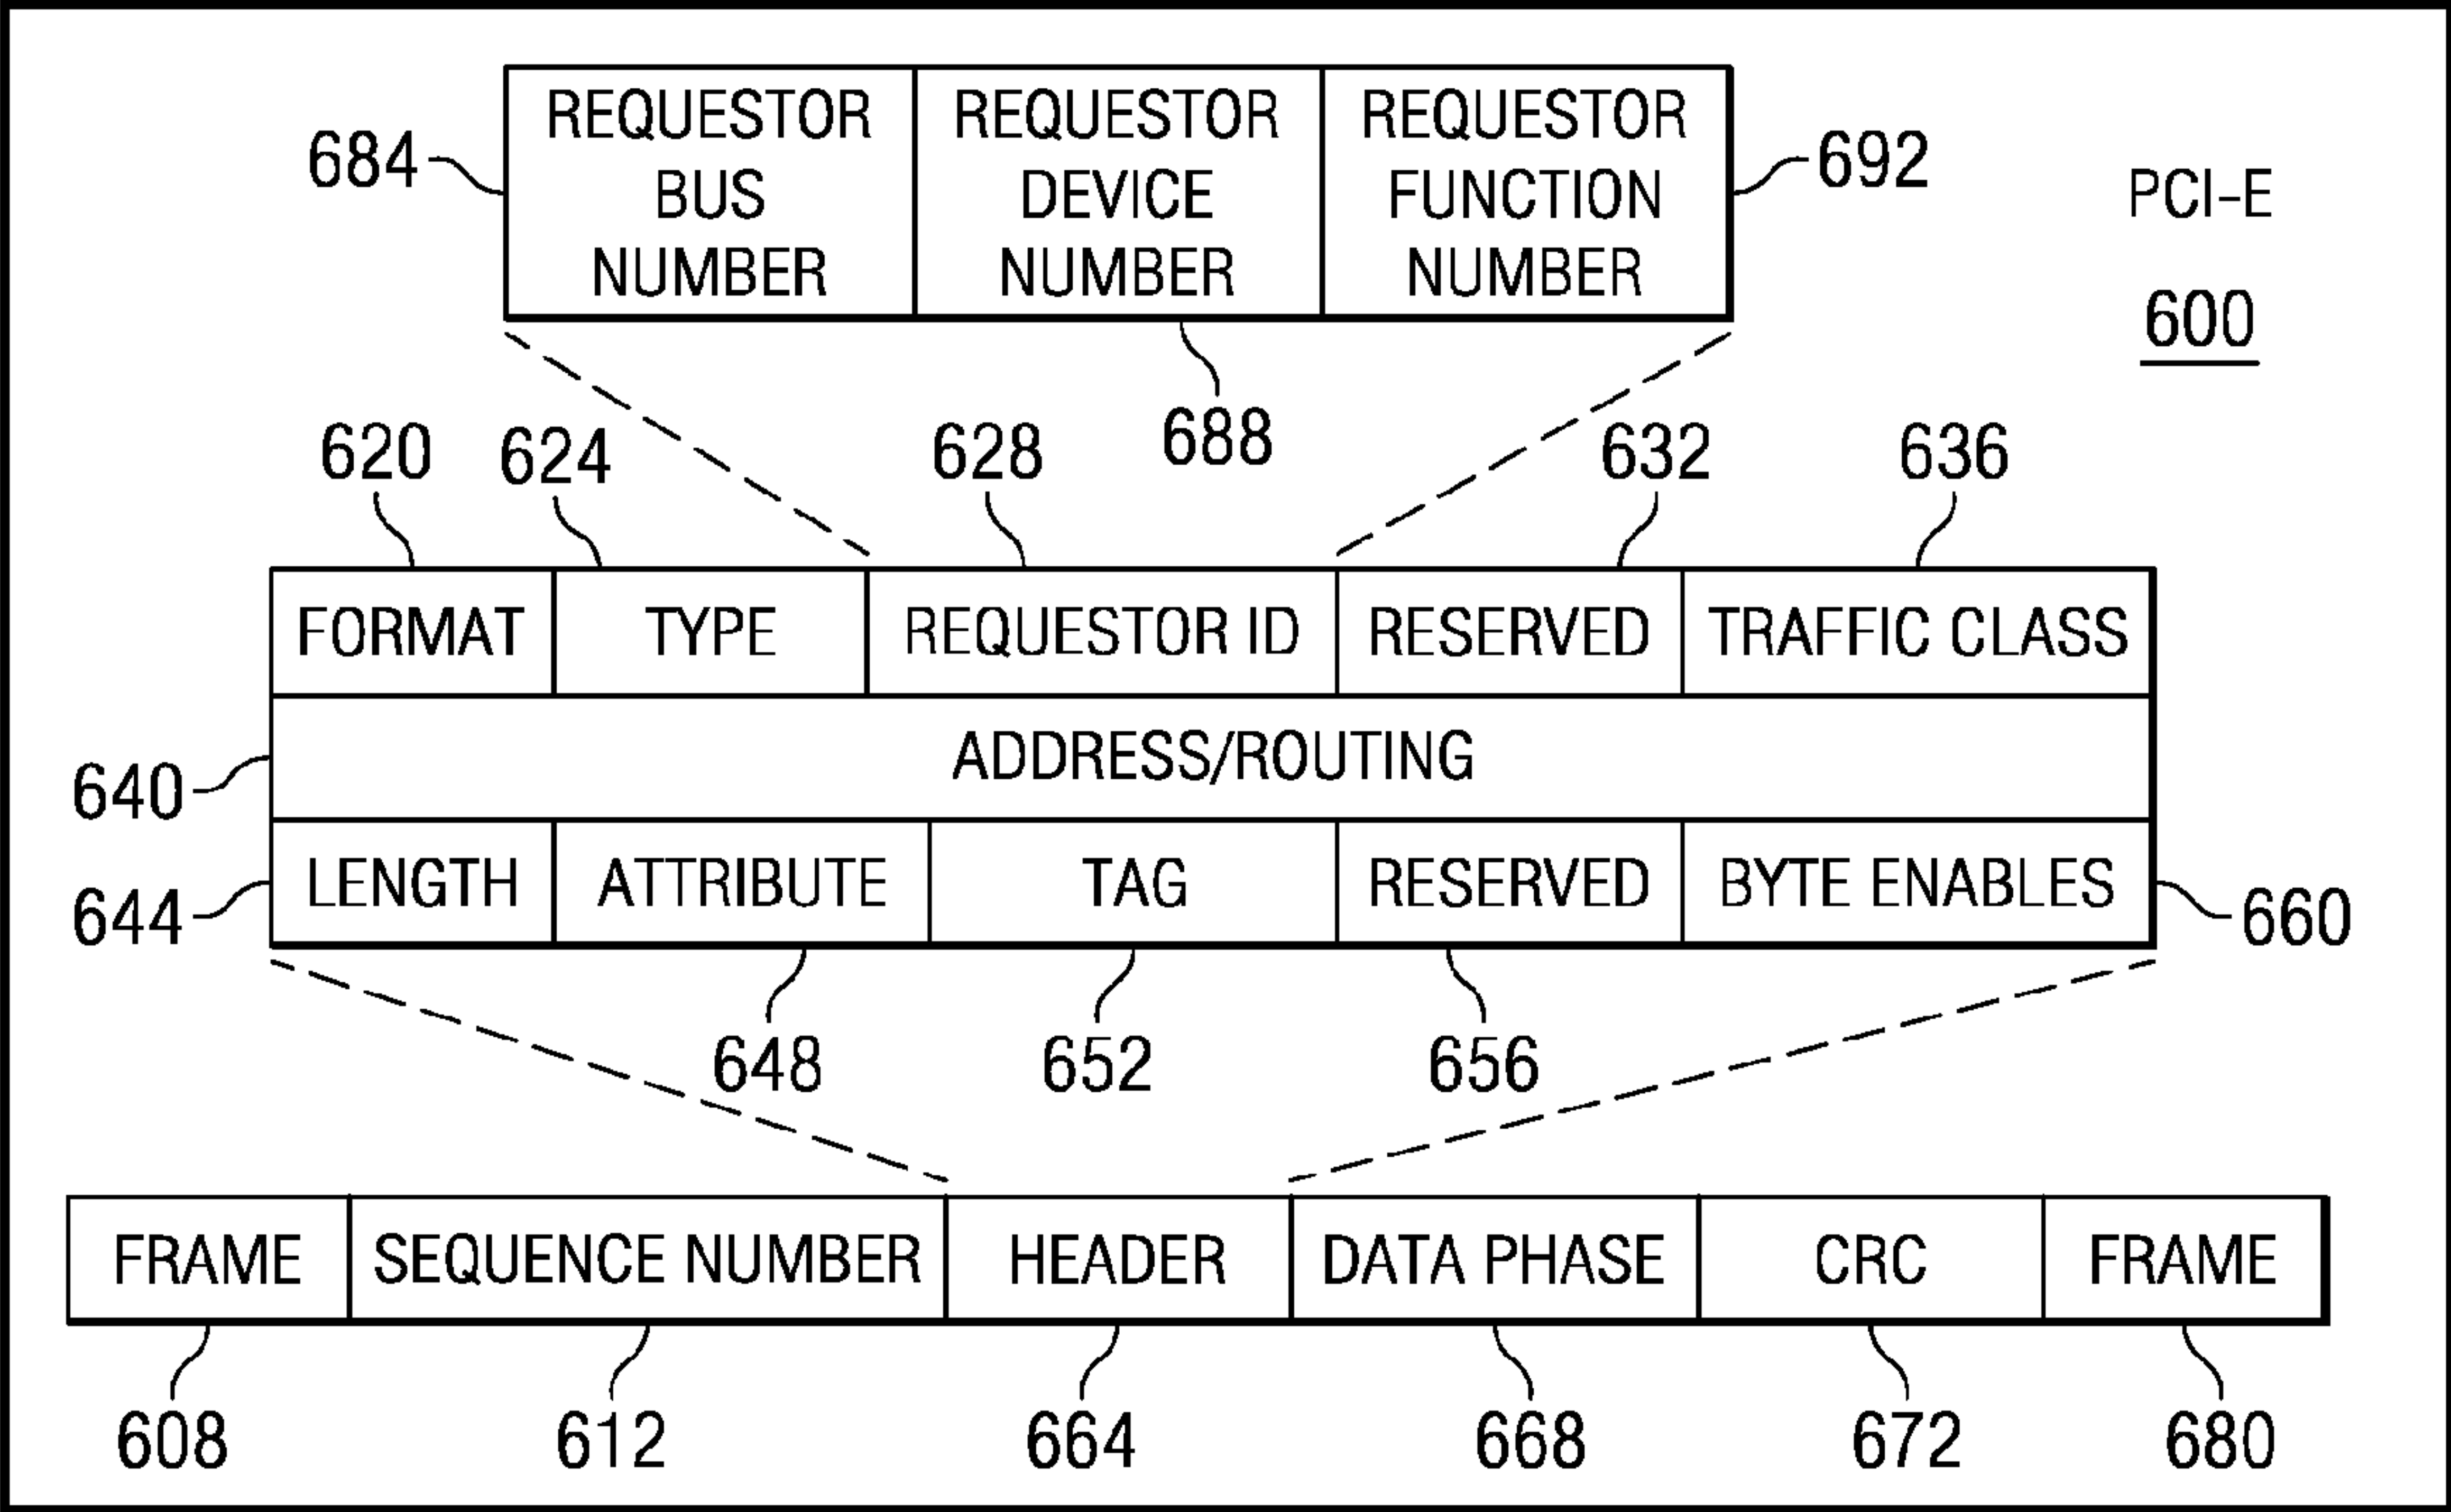 REQUESTOR BUS NUMBER
REQUESTOR DEVICE NUMBER
REQUESTOR FUNCTION NUMBER
684
692
688
PCI-E
600
620
624
628
632
636
FORMAT TYPE REQUESTOR ID RESERVED TRAFFIC CLASS
ADDRESS/ROUTING
640
LENGTH ATTRIBUTE TAG RESERVED BYTE ENABLES
644
660
648
652
656
FRAME SEQUENCE NUMBER HEADER DATA PHASE CRC FRAME
608
612
664
668
672
680